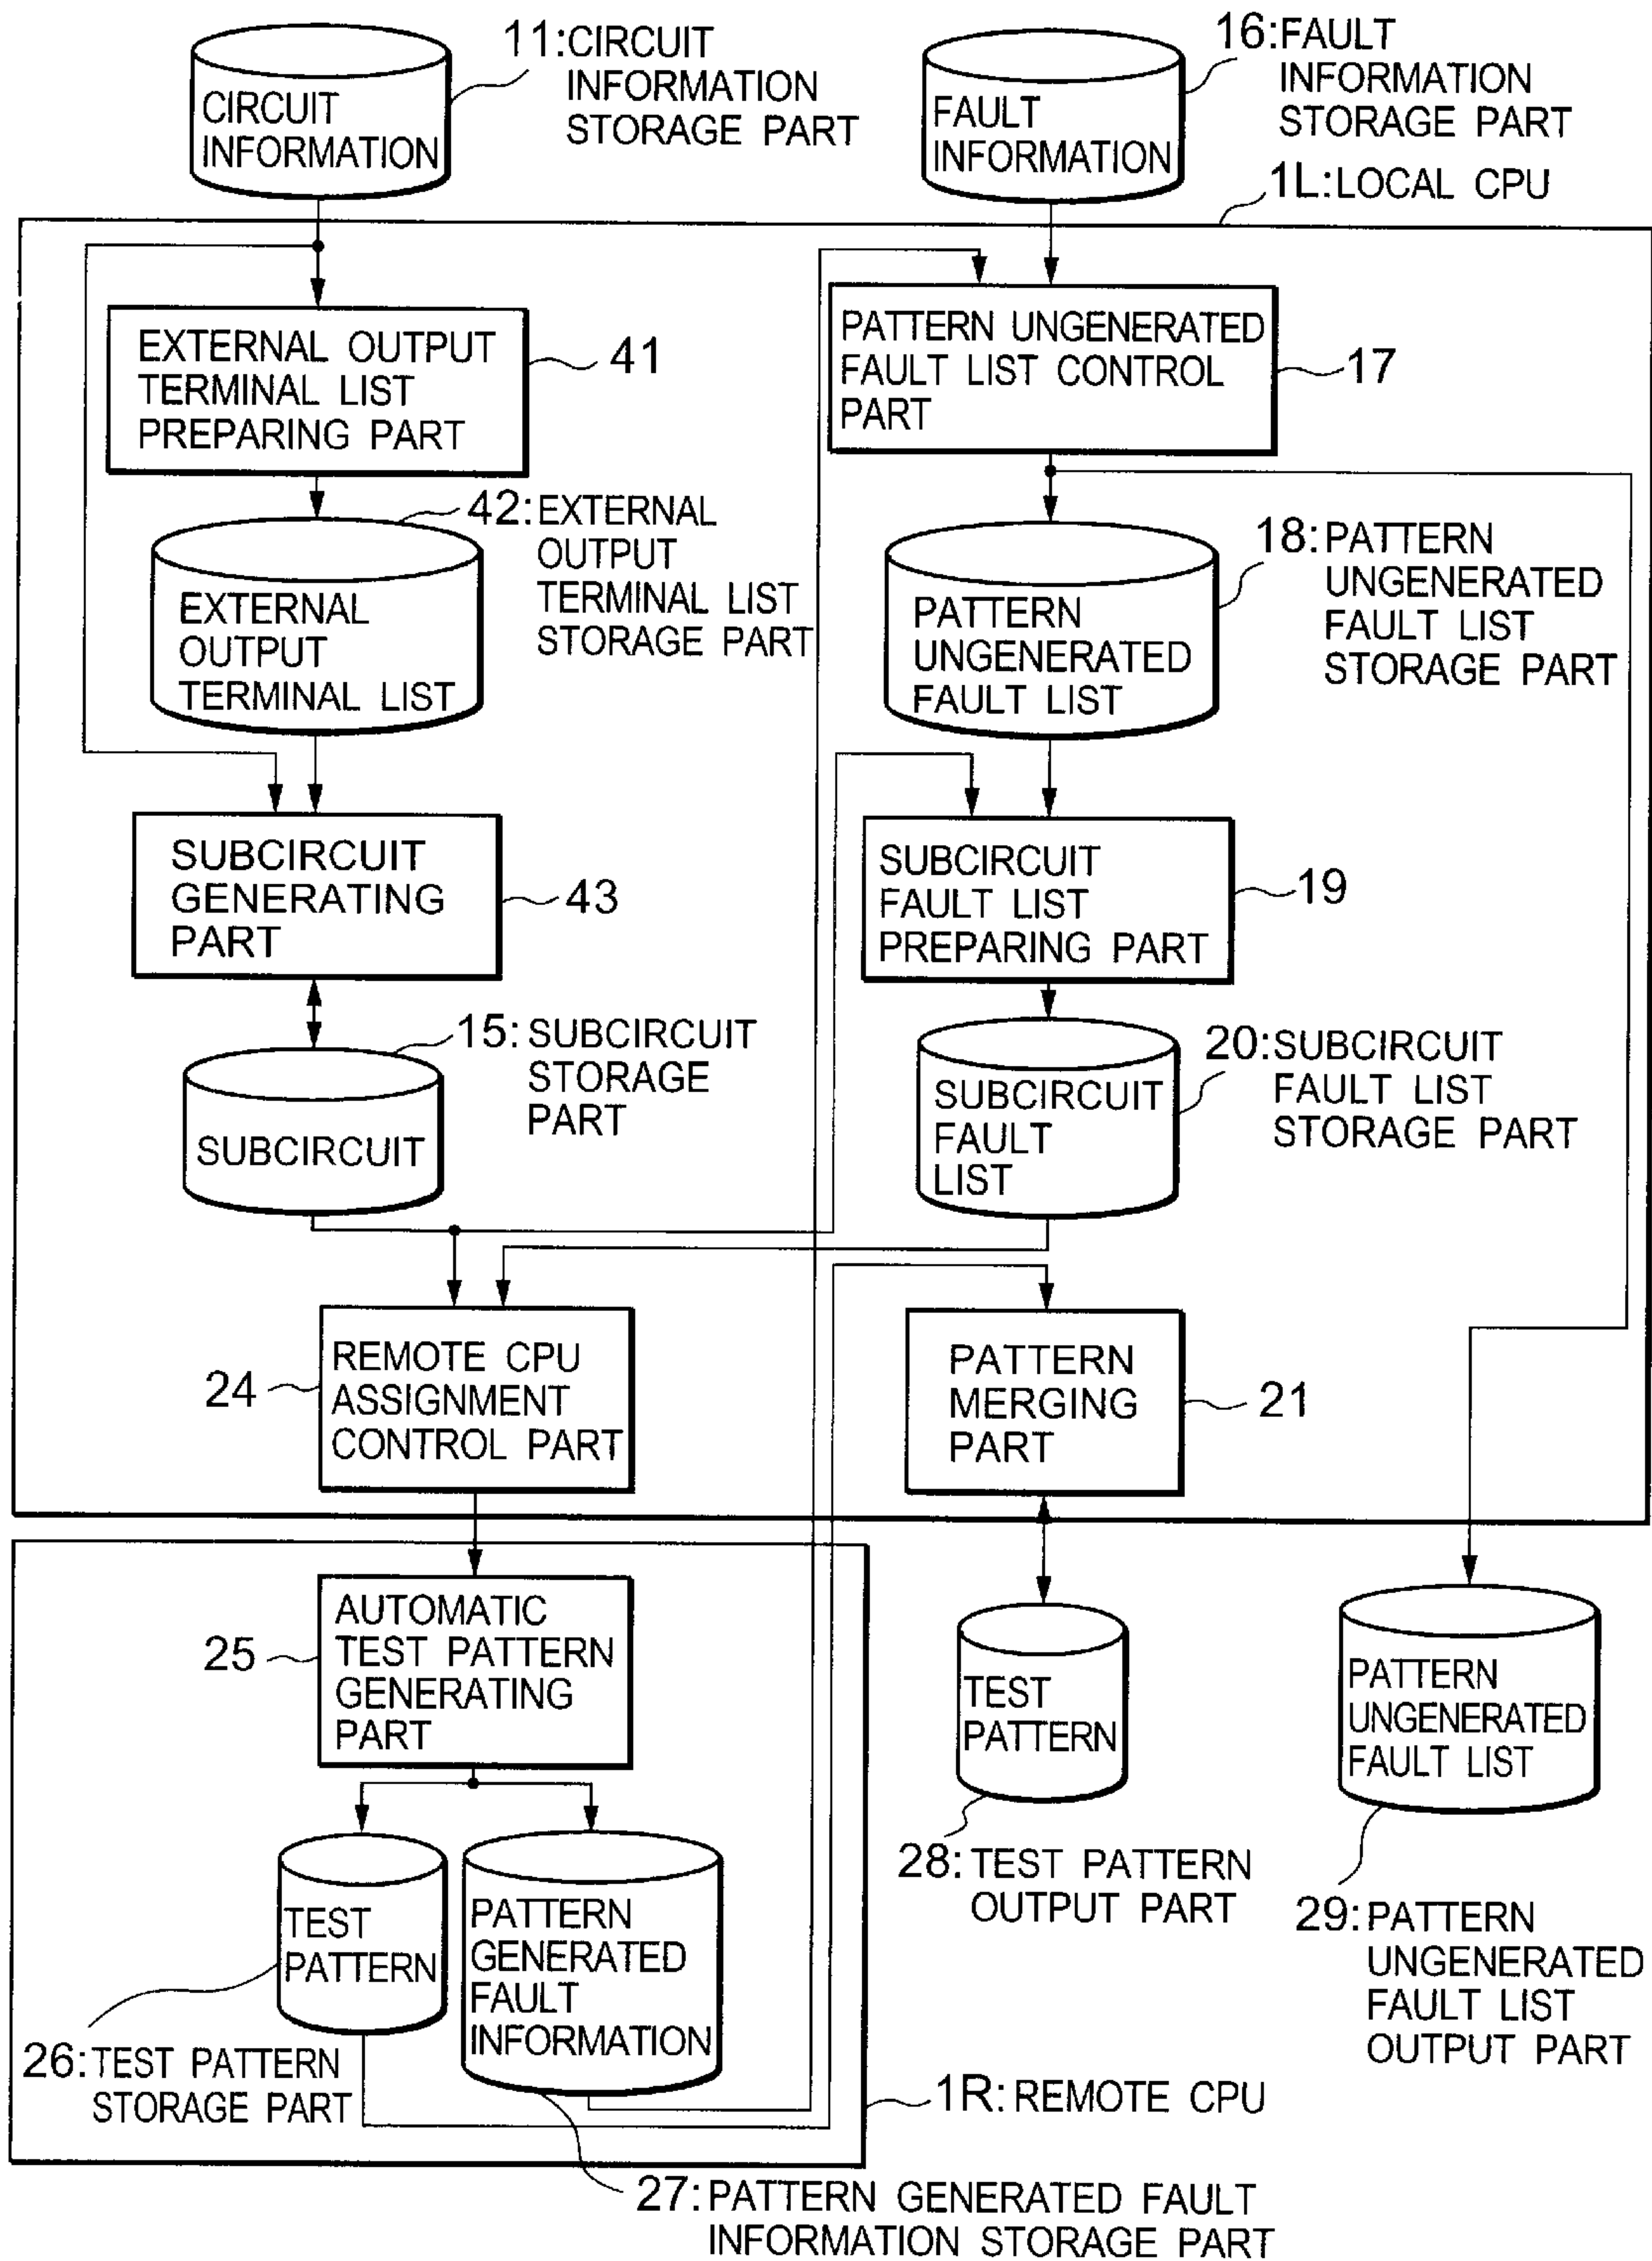 11:CIRCUIT
INFORMATION
STORAGE PART
CIRCUIT
INFORMATION
16:FAULT
INFORMATION
STORAGE PART
FAULT
INFORMATION
1L:LOCAL CPU
EXTERNAL OUTPUT
TERMINAL LIST
PREPARING PART
41
PATTERN UNGENERATED
FAULT LIST CONTROL
PART
17
42:EXTERNAL
OUTPUT
TERMINAL LIST
STORAGE PART
EXTERNAL
OUTPUT
TERMINAL LIST
18:PATTERN
UNGENERATED
FAULT LIST
STORAGE PART
PATTERN
UNGENERATED
FAULT LIST
SUBCIRCUIT
GENERATING
PART
43
SUBCIRCUIT
FAULT LIST
PREPARING PART
19
15:SUBCIRCUIT
STORAGE
PART
SUBCIRCUIT
20:SUBCIRCUIT
FAULT LIST
STORAGE PART
SUBCIRCUIT
FAULT
LIST
24
REMOTE CPU
ASSIGNMENT
CONTROL PART
PATTERN
MERGING
PART
21
25
AUTOMATIC
TEST PATTERN
GENERATING
PART
TEST
PATTERN
28:TEST PATTERN
OUTPUT PART
PATTERN
UNGENERATED
FAULT LIST
29:PATTERN
UNGENERATED
FAULT LIST
OUTPUT PART
TEST
PATTERN
PATTERN
GENERATED
FAULT
INFORMATION
26:TEST PATTERN
STORAGE PART
1R:REMOTE CPU
27:PATTERN GENERATED FAULT
INFORMATION STORAGE PART